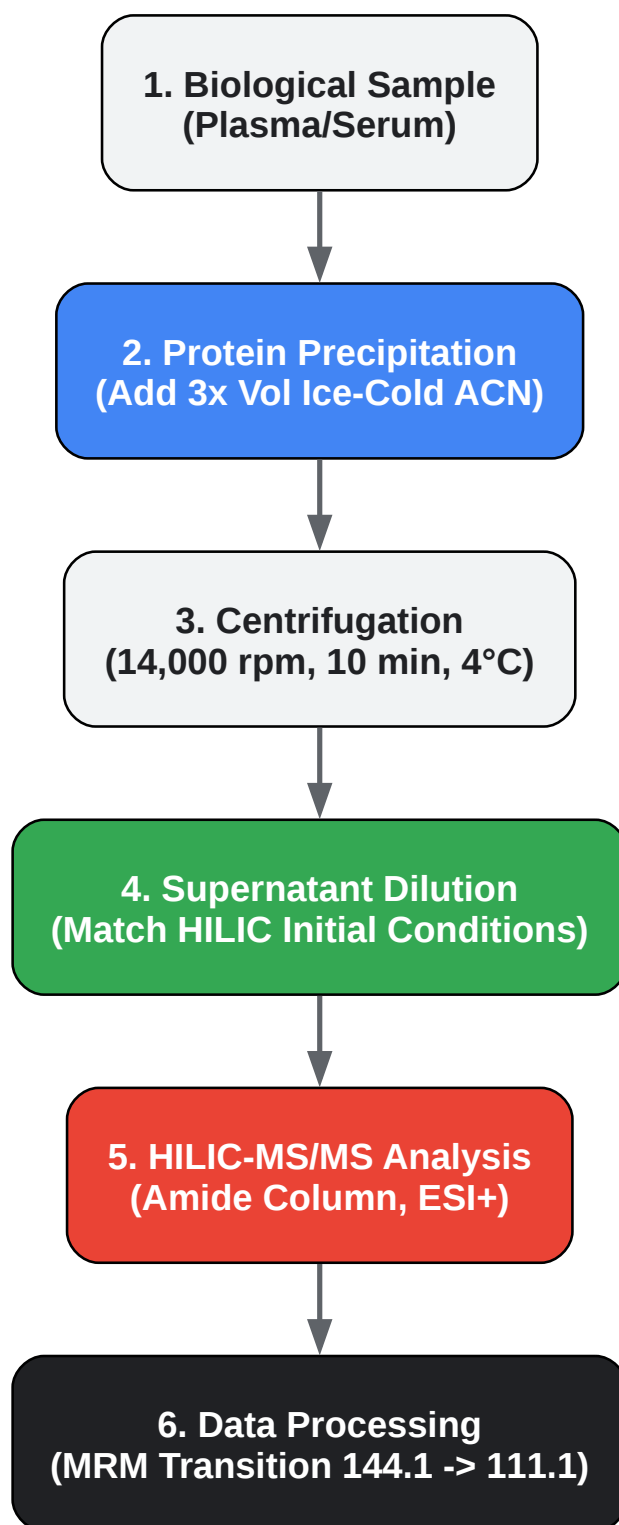 1. Biological Sample
(Plasma/Serum)
2. Protein Precipitation
(Add 3x Vol Ice-Cold ACN)
3. Centrifugation
(14,000 rpm, 10 min, 4°C)
4. Supernatant Dilution
(Match HILIC Initial Conditions)
5. HILIC-MS/MS Analysis
(Amide Column, ESI+)
6. Data Processing
(MRM Transition 144.1 -> 111.1)